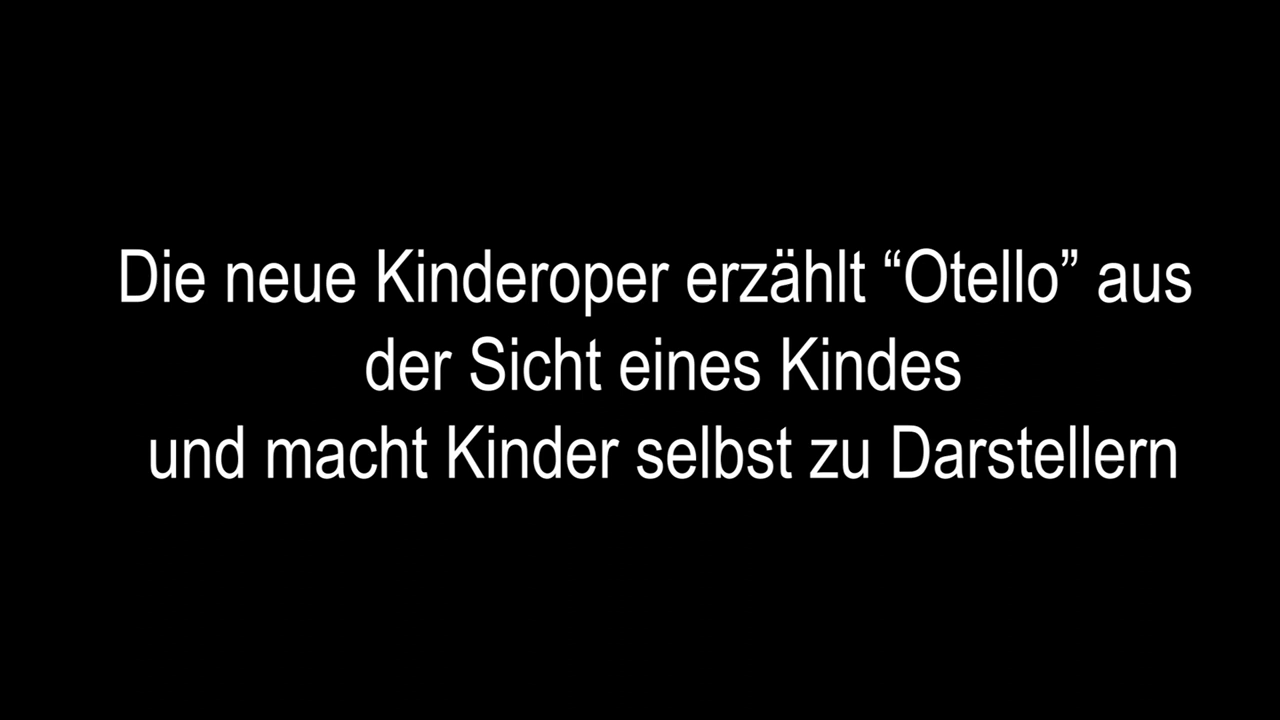 Die neue Kinderoper erzählt “Otello” aus
der Sicht eines Kindes
und macht Kinder selbst zu Darstellern